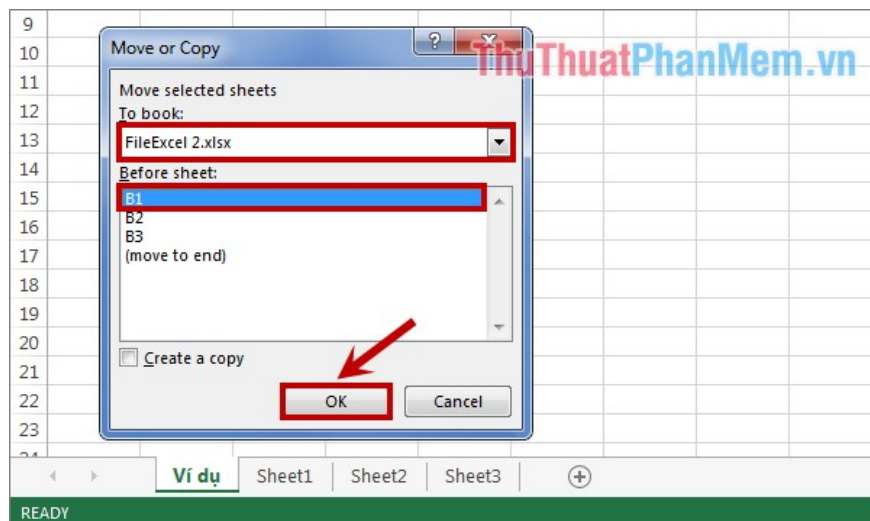 9
10
11
12
13
14
15
16
17
18
19
20
21
22
23
Move or Copy
?
ThuThuatPhanMem.vn
Move selected sheets
To book:
FileExcel 2.xlsx
Before sheet:
B1
B2
B3
(move to end)
Create a copy
OK Cancel
Ví dụ Sheet1 Sheet2 Sheet3
READY